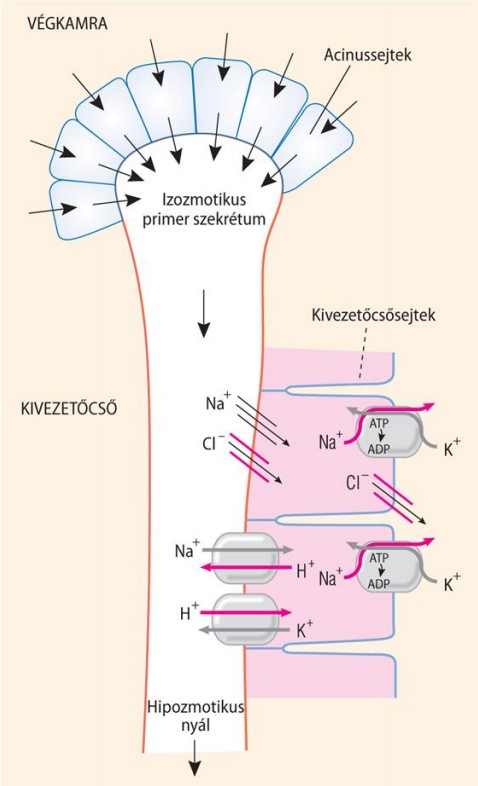 VÉGKAMRA
Acinussejtek
Izozmotikus
primer szekrétum
Kivezetőcsősejtek
KIVEZETŐCSŐ
Na⁺
Cl⁻
ATP
ADP
Na⁺
K⁺
Cl⁻
Na⁺
H⁺
ATP
ADP
Na⁺
K⁺
H⁺
K⁺
Hipozmotikus
nyál